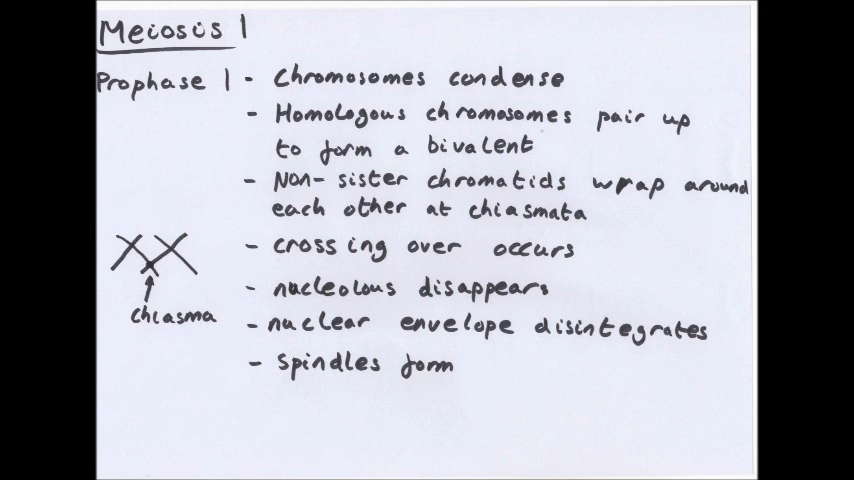 Meiosis 1
Prophase 1 - Chromosomes condense
- Homologous chromosomes pair up
to form a bivalent
- Non-sister chromatids wrap around
each other at chiasmata
- crossing over occurs
- nucleolous disappears
- nuclear envelope disintegrates
- Spindles form
chiasma